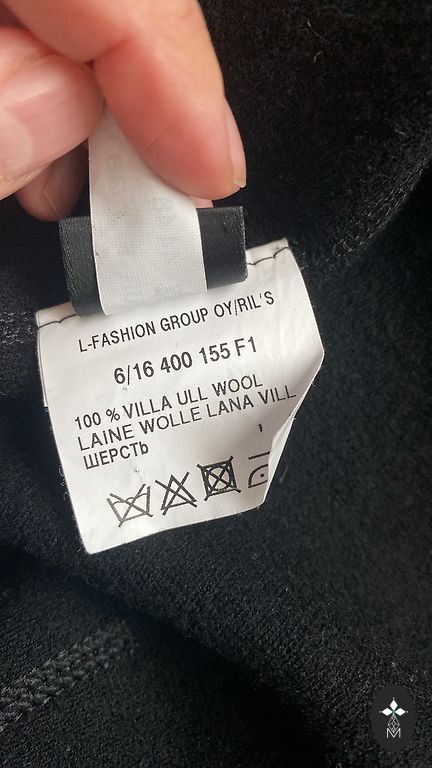 L-FASHION GROUP OY/RIL'S
6/16 400 155 F1
100 % VILLA ULL WOOL
LAINE WOLLE LANA VILL
ШЕРСТЬ
M